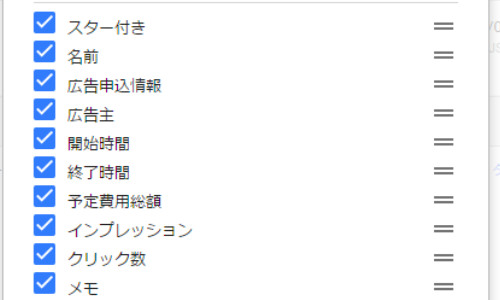 スター付き
名前
広告申込情報
広告主
開始時間
終了時間
予定費用総額
インプレッション
クリック数
メモ